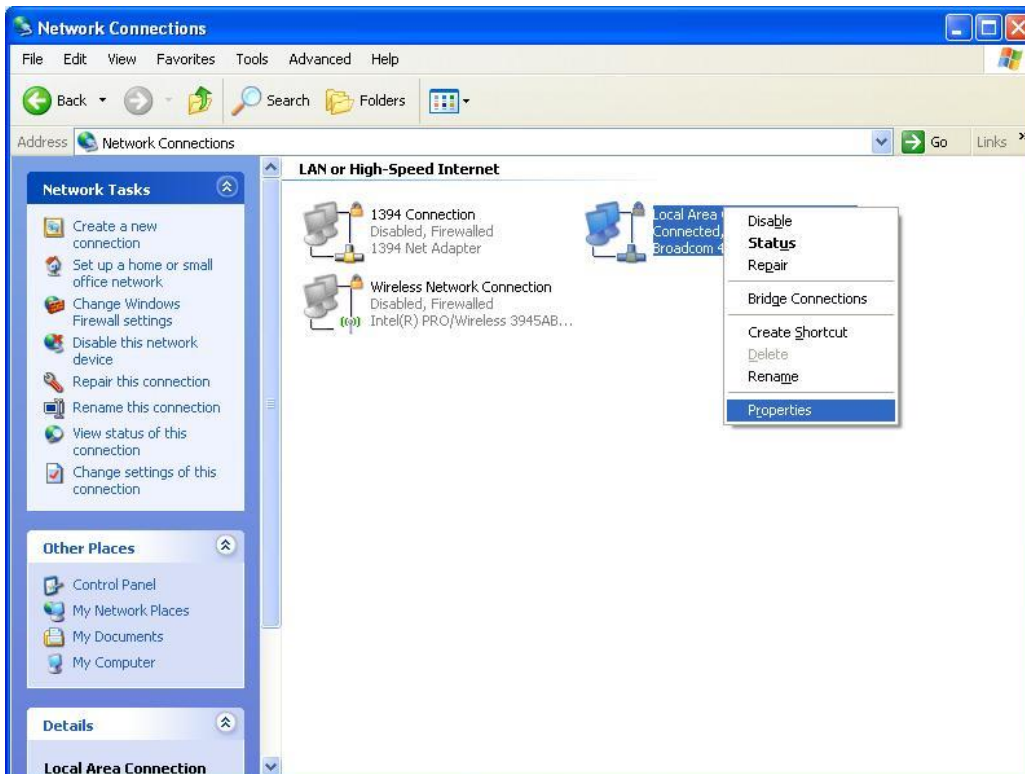 Network Connections
File Edit View Favorites Tools Advanced Help
Back Search Folders
Address Network Connections Go Links
Network Tasks
Create a new
connection
Set up a home or small
office network
Change Windows
Firewall settings
Disable this network
device
Repair this connection
Rename this connection
View status of this
connection
Change settings of this
connection
Other Places
Control Panel
My Network Places
My Documents
My Computer
Details
Local Area Connection
LAN or High-Speed Internet
1394 Connection
Disabled, Firewalled
1394 Net Adapter
Wireless Network Connection
Disabled, Firewalled
Intel(R) PRO/Wireless 3945AB...
Local Area
Connected,
Broadcom 4
Disable
Status
Repair
Bridge Connections
Create Shortcut
Delete
Rename
Properties